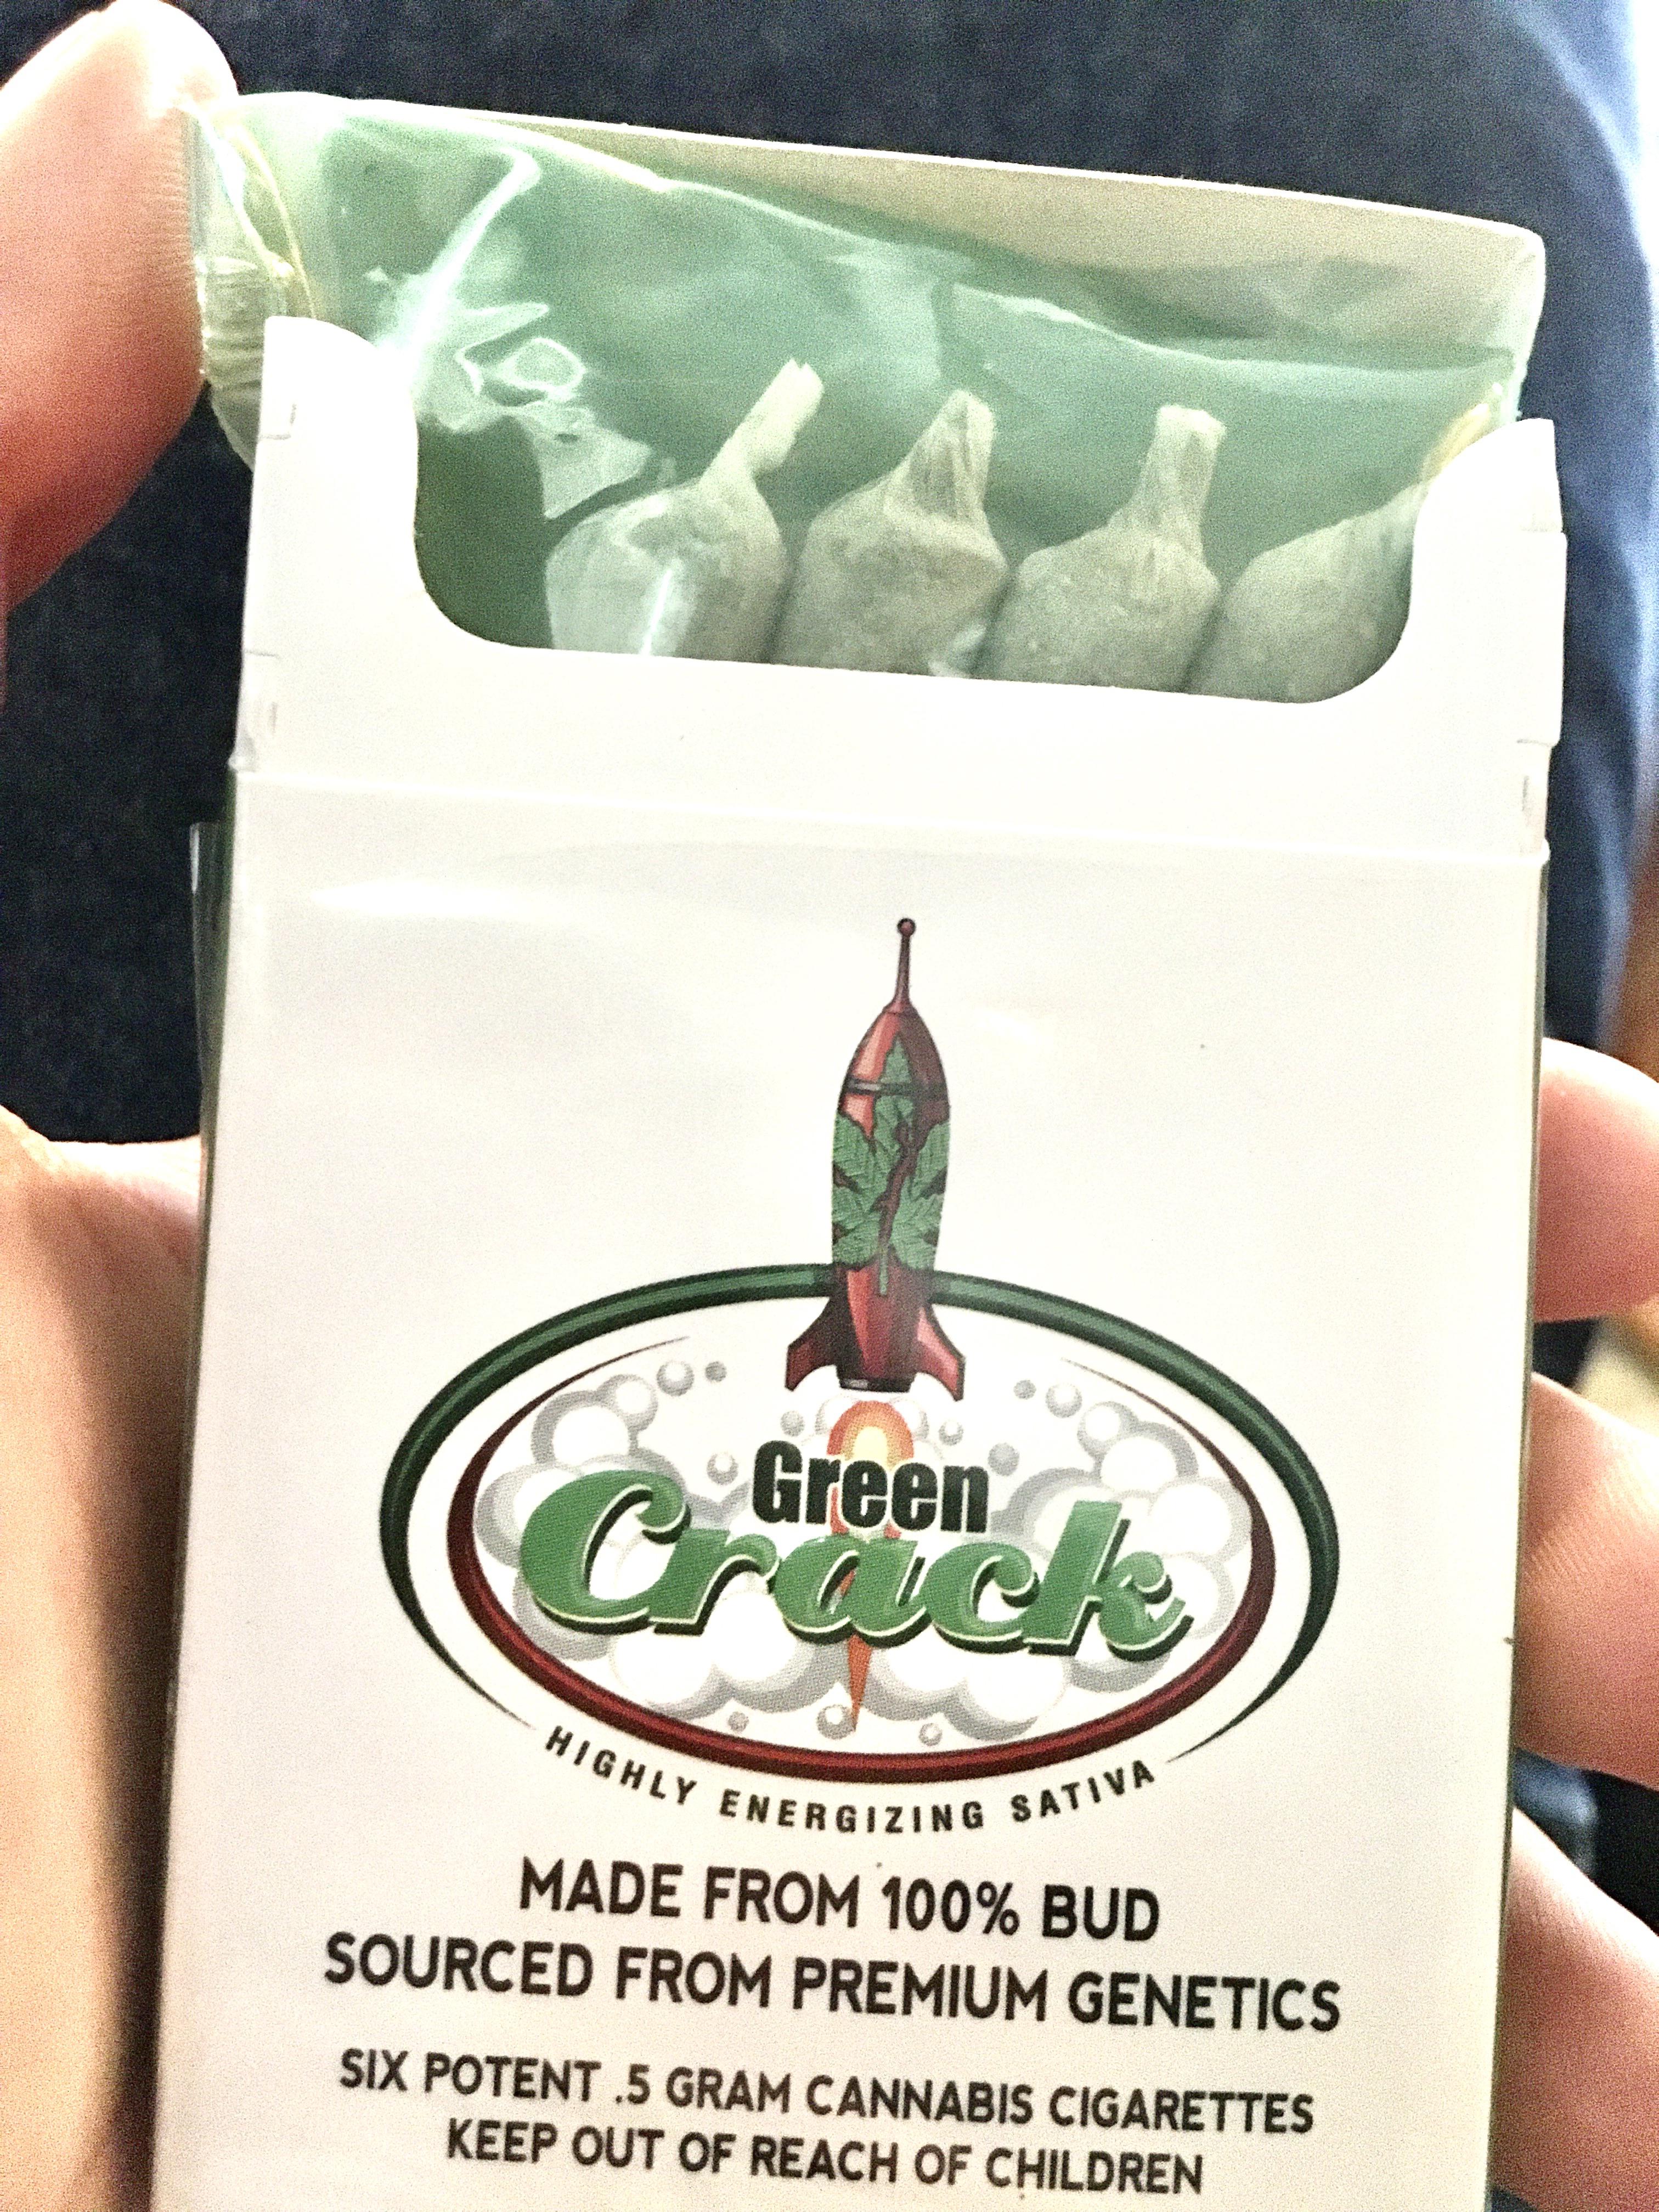 Green
Crack
HIGHLY ENERGIZING SATIVA
MADE FROM 100% BUD
SOURCED FROM PREMIUM GENETICS
SIX POTENT .5 GRAM CANNABIS CIGARETTES
KEEP OUT OF REACH OF CHILDREN